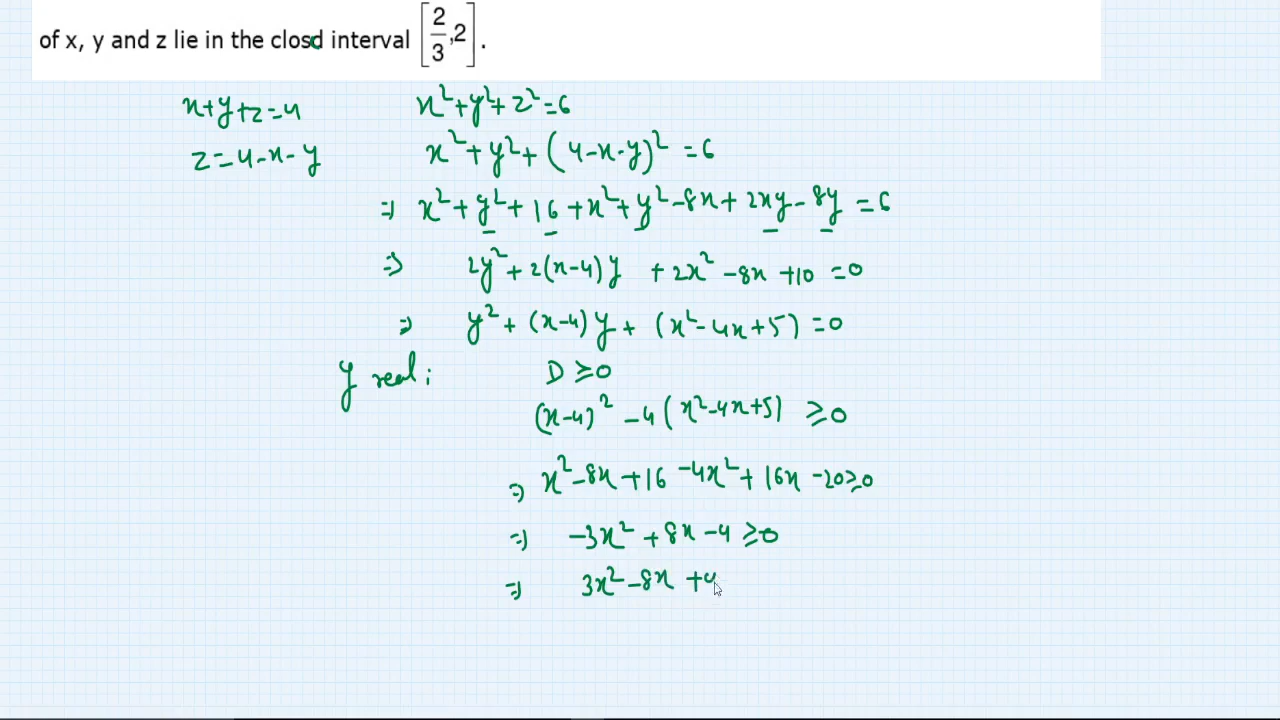 of x, y and z lie in the closd interval [2/3, 2].
x+y+z=4 x²+y²+z²=6
z=4-x-y x²+y²+(4-x-y)²=6
⇒ x²+y²+16+x²+y²-8x+2xy-8y=6
⇒ 2y²+2(x-4)y+2x²-8x+10=0
⇒ y²+(x-4)y+(x²-4x+5)=0
y real; D≥0
(x-4)²-4(x²-4x+5)≥0
⇒ x²-8x+16-4x²+16x-20≥0
⇒ -3x²+8x-4≥0
⇒ 3x²-8x+